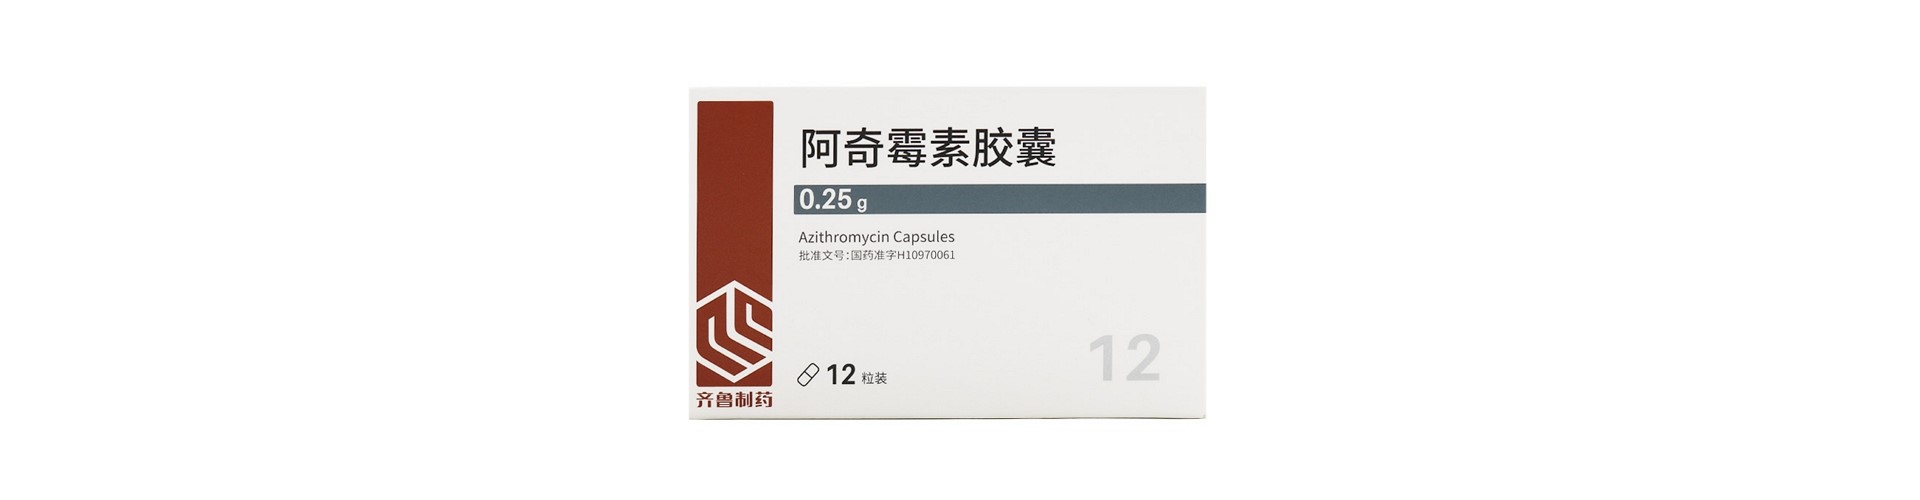 阿奇霉素胶囊
0.25 g
Azithromycin Capsules
批准文号：国药准字H10970061
12
12 粒装
齐鲁制药